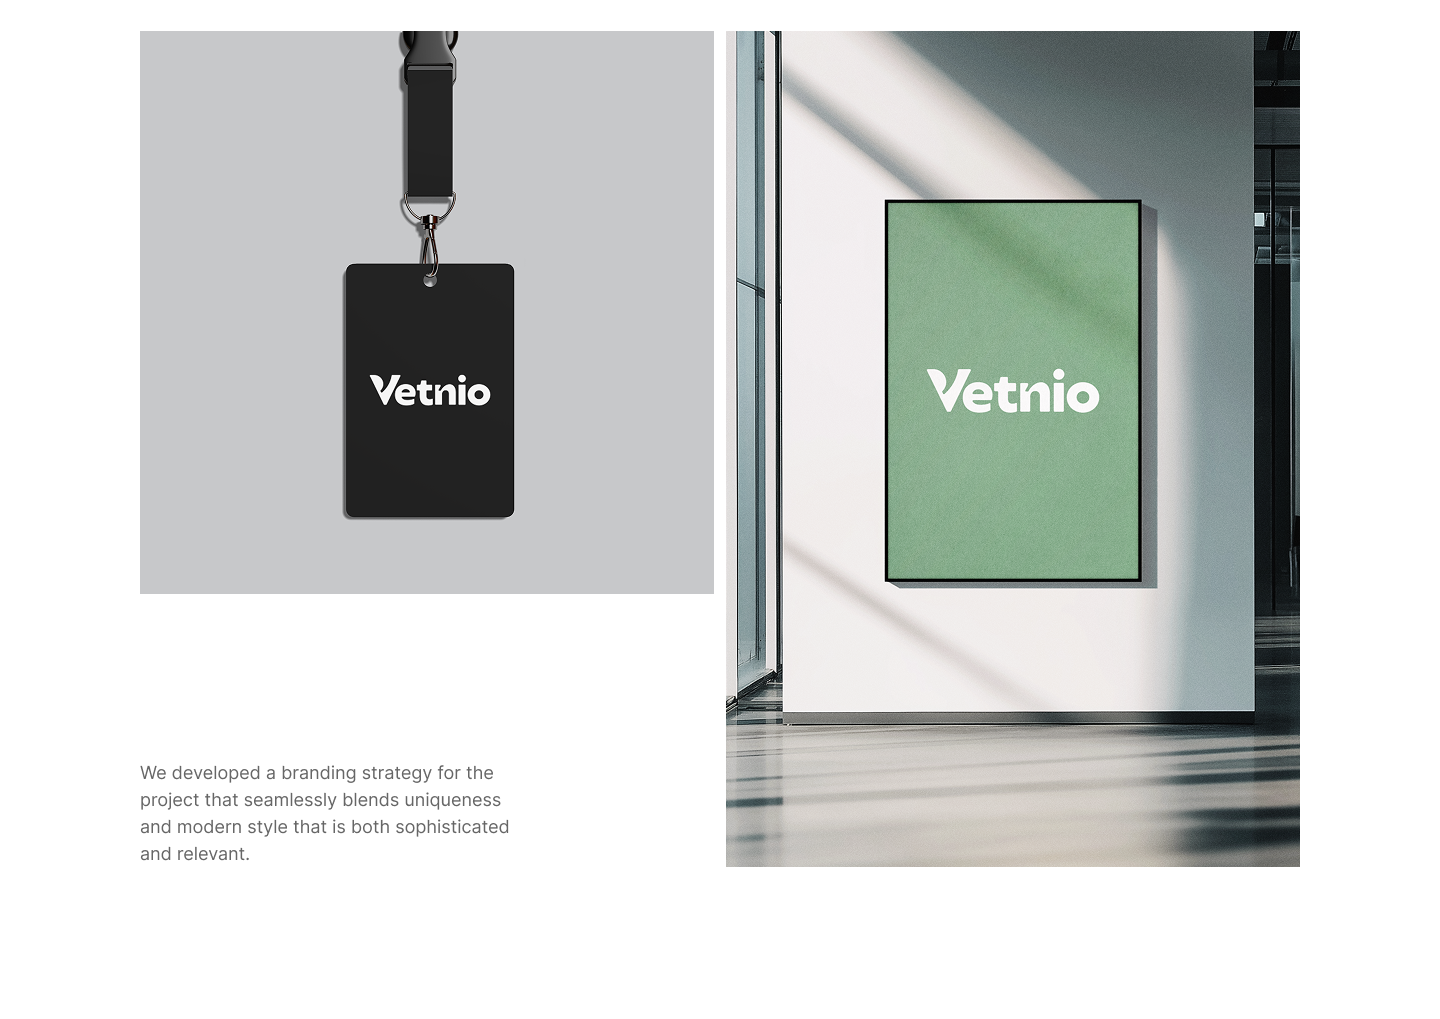 Vetnio
Vetnio
We developed a branding strategy for the
project that seamlessly blends uniqueness
and modern style that is both sophisticated
and relevant.